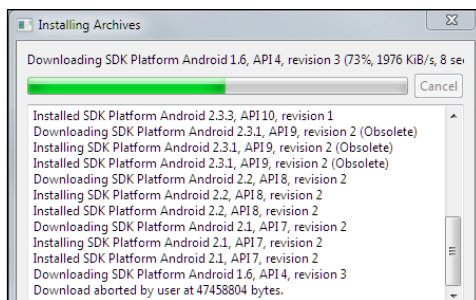 Installing Archives
Downloading SDK Platform Android 1.6, API 4, revision 3 (73%, 1976 KiB/s, 8 se
Cancel
Installed SDK Platform Android 2.3.3, API 10, revision 1
Downloading SDK Platform Android 2.3.1, API 9, revision 2 (Obsolete)
Installing SDK Platform Android 2.3.1, API 9, revision 2 (Obsolete)
Installed SDK Platform Android 2.3.1, API 9, revision 2 (Obsolete)
Downloading SDK Platform Android 2.2, API 8, revision 2
Installing SDK Platform Android 2.2, API 8, revision 2
Installed SDK Platform Android 2.2, API 8, revision 2
Downloading SDK Platform Android 2.1, API 7, revision 2
Installing SDK Platform Android 2.1, API 7, revision 2
Installed SDK Platform Android 2.1, API 7, revision 2
Downloading SDK Platform Android 1.6, API 4, revision 3
Download aborted by user at 47458804 bytes.